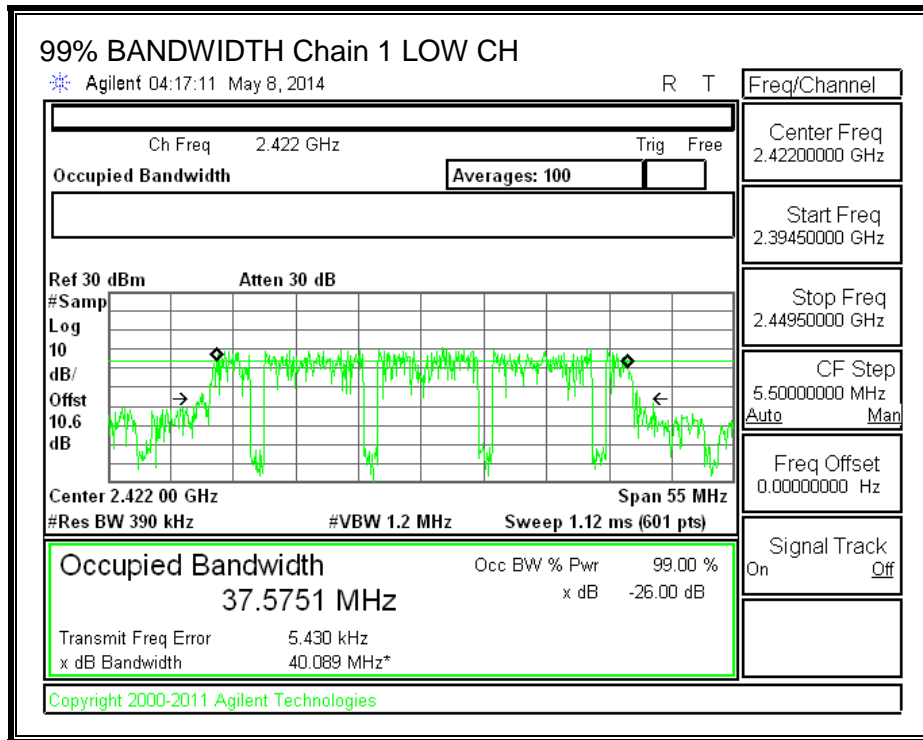 99% BANDWIDTH Chain 1 LOW CH
Agilent 04:17:11 May 8, 2014 R T
Freq/Channel
Ch Freq 2.422 GHz Trig Free
Occupied Bandwidth Averages: 100
Center Freq
2.42200000 GHz
Start Freq
2.39450000 GHz
Stop Freq
2.44950000 GHz
CF Step
5.50000000 MHz
Auto Man
Freq Offset
0.00000000 Hz
Signal Track
On Off
Ref 30 dBm Atten 30 dB
#Samp
Log
10
dB/
Offst
10.6
dB
Center 2.422 00 GHz Span 55 MHz
#Res BW 390 kHz #VBW 1.2 MHz Sweep 1.12 ms (601 pts)
Occupied Bandwidth Occ BW % Pwr 99.00 %
37.5751 MHz x dB -26.00 dB
Transmit Freq Error 5.430 kHz
x dB Bandwidth 40.089 MHz*
Copyright 2000-2011 Agilent Technologies